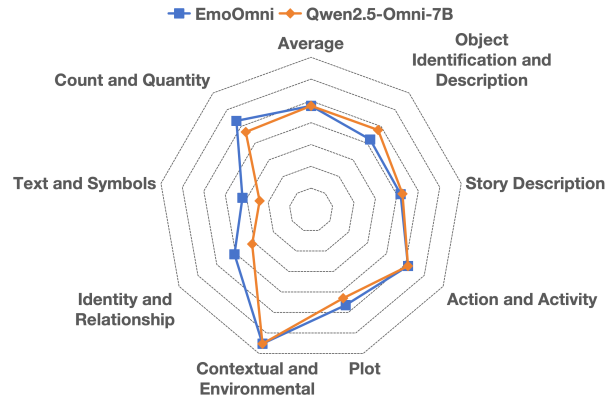 EmoOmni
Qwen2.5-Omni-7B
Average
Object
Identification and
Description
Story Description
Action and Activity
Plot
Contextual and
Environmental
Identity and
Relationship
Text and Symbols
Count and Quantity